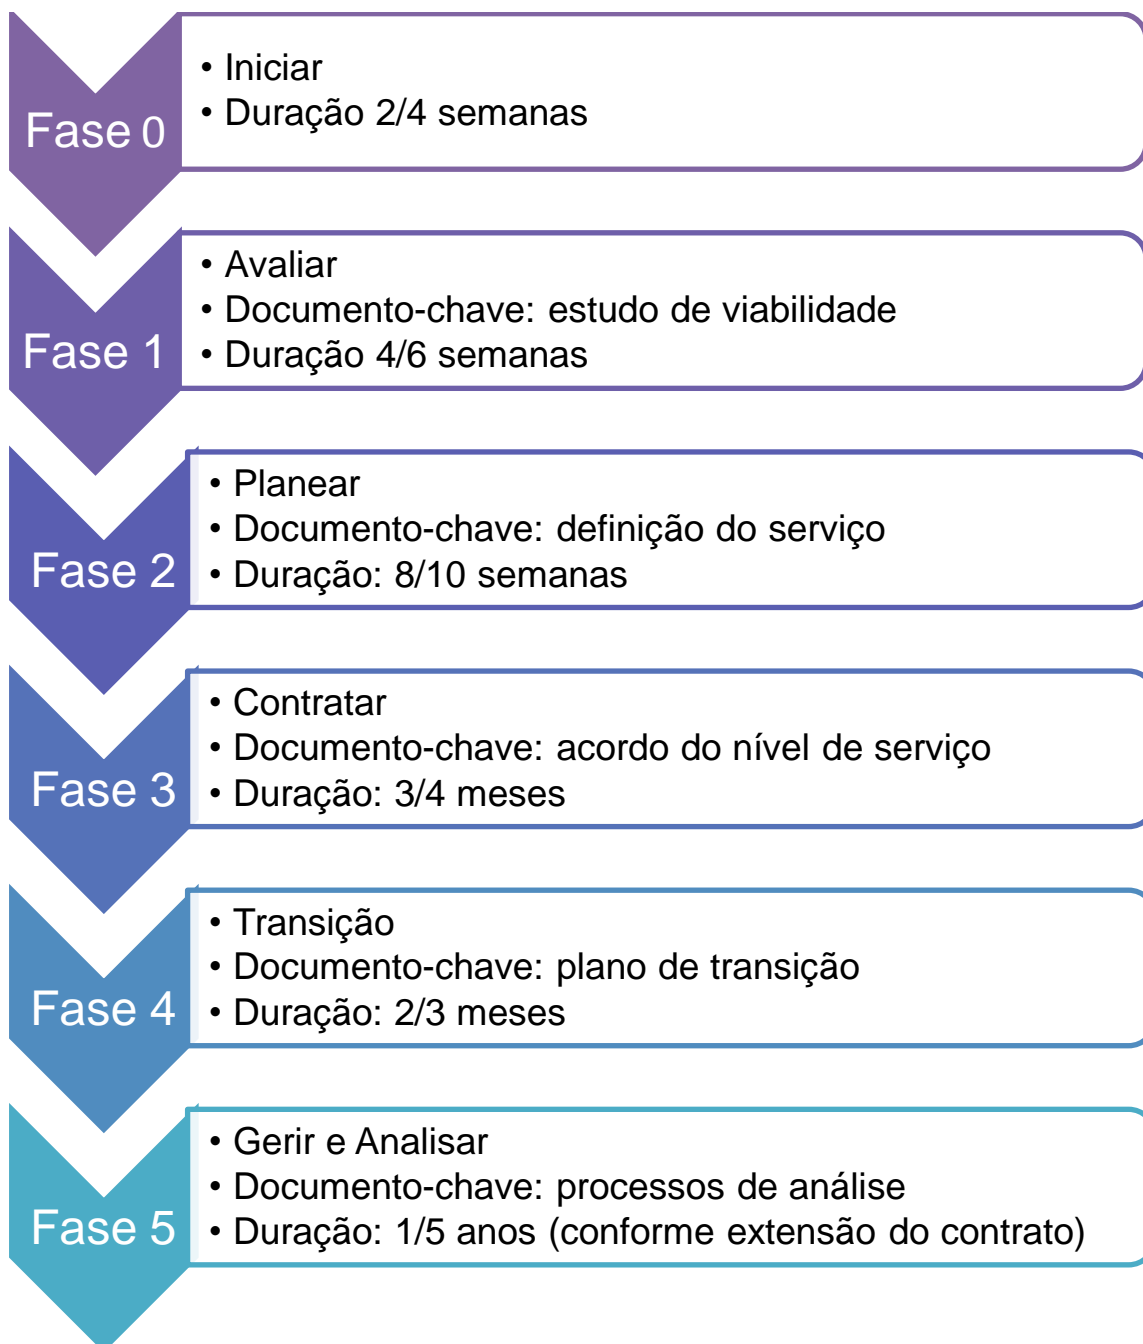 Fase 0
• Iniciar
• Duração 2/4 semanas
Fase 1
• Avaliar
• Documento-chave: estudo de viabilidade
• Duração 4/6 semanas
Fase 2
• Planear
• Documento-chave: definição do serviço
• Duração: 8/10 semanas
Fase 3
• Contratar
• Documento-chave: acordo do nível de serviço
• Duração: 3/4 meses
Fase 4
• Transição
• Documento-chave: plano de transição
• Duração: 2/3 meses
Fase 5
• Gerir e Analisar
• Documento-chave: processos de análise
• Duração: 1/5 anos (conforme extensão do contrato)